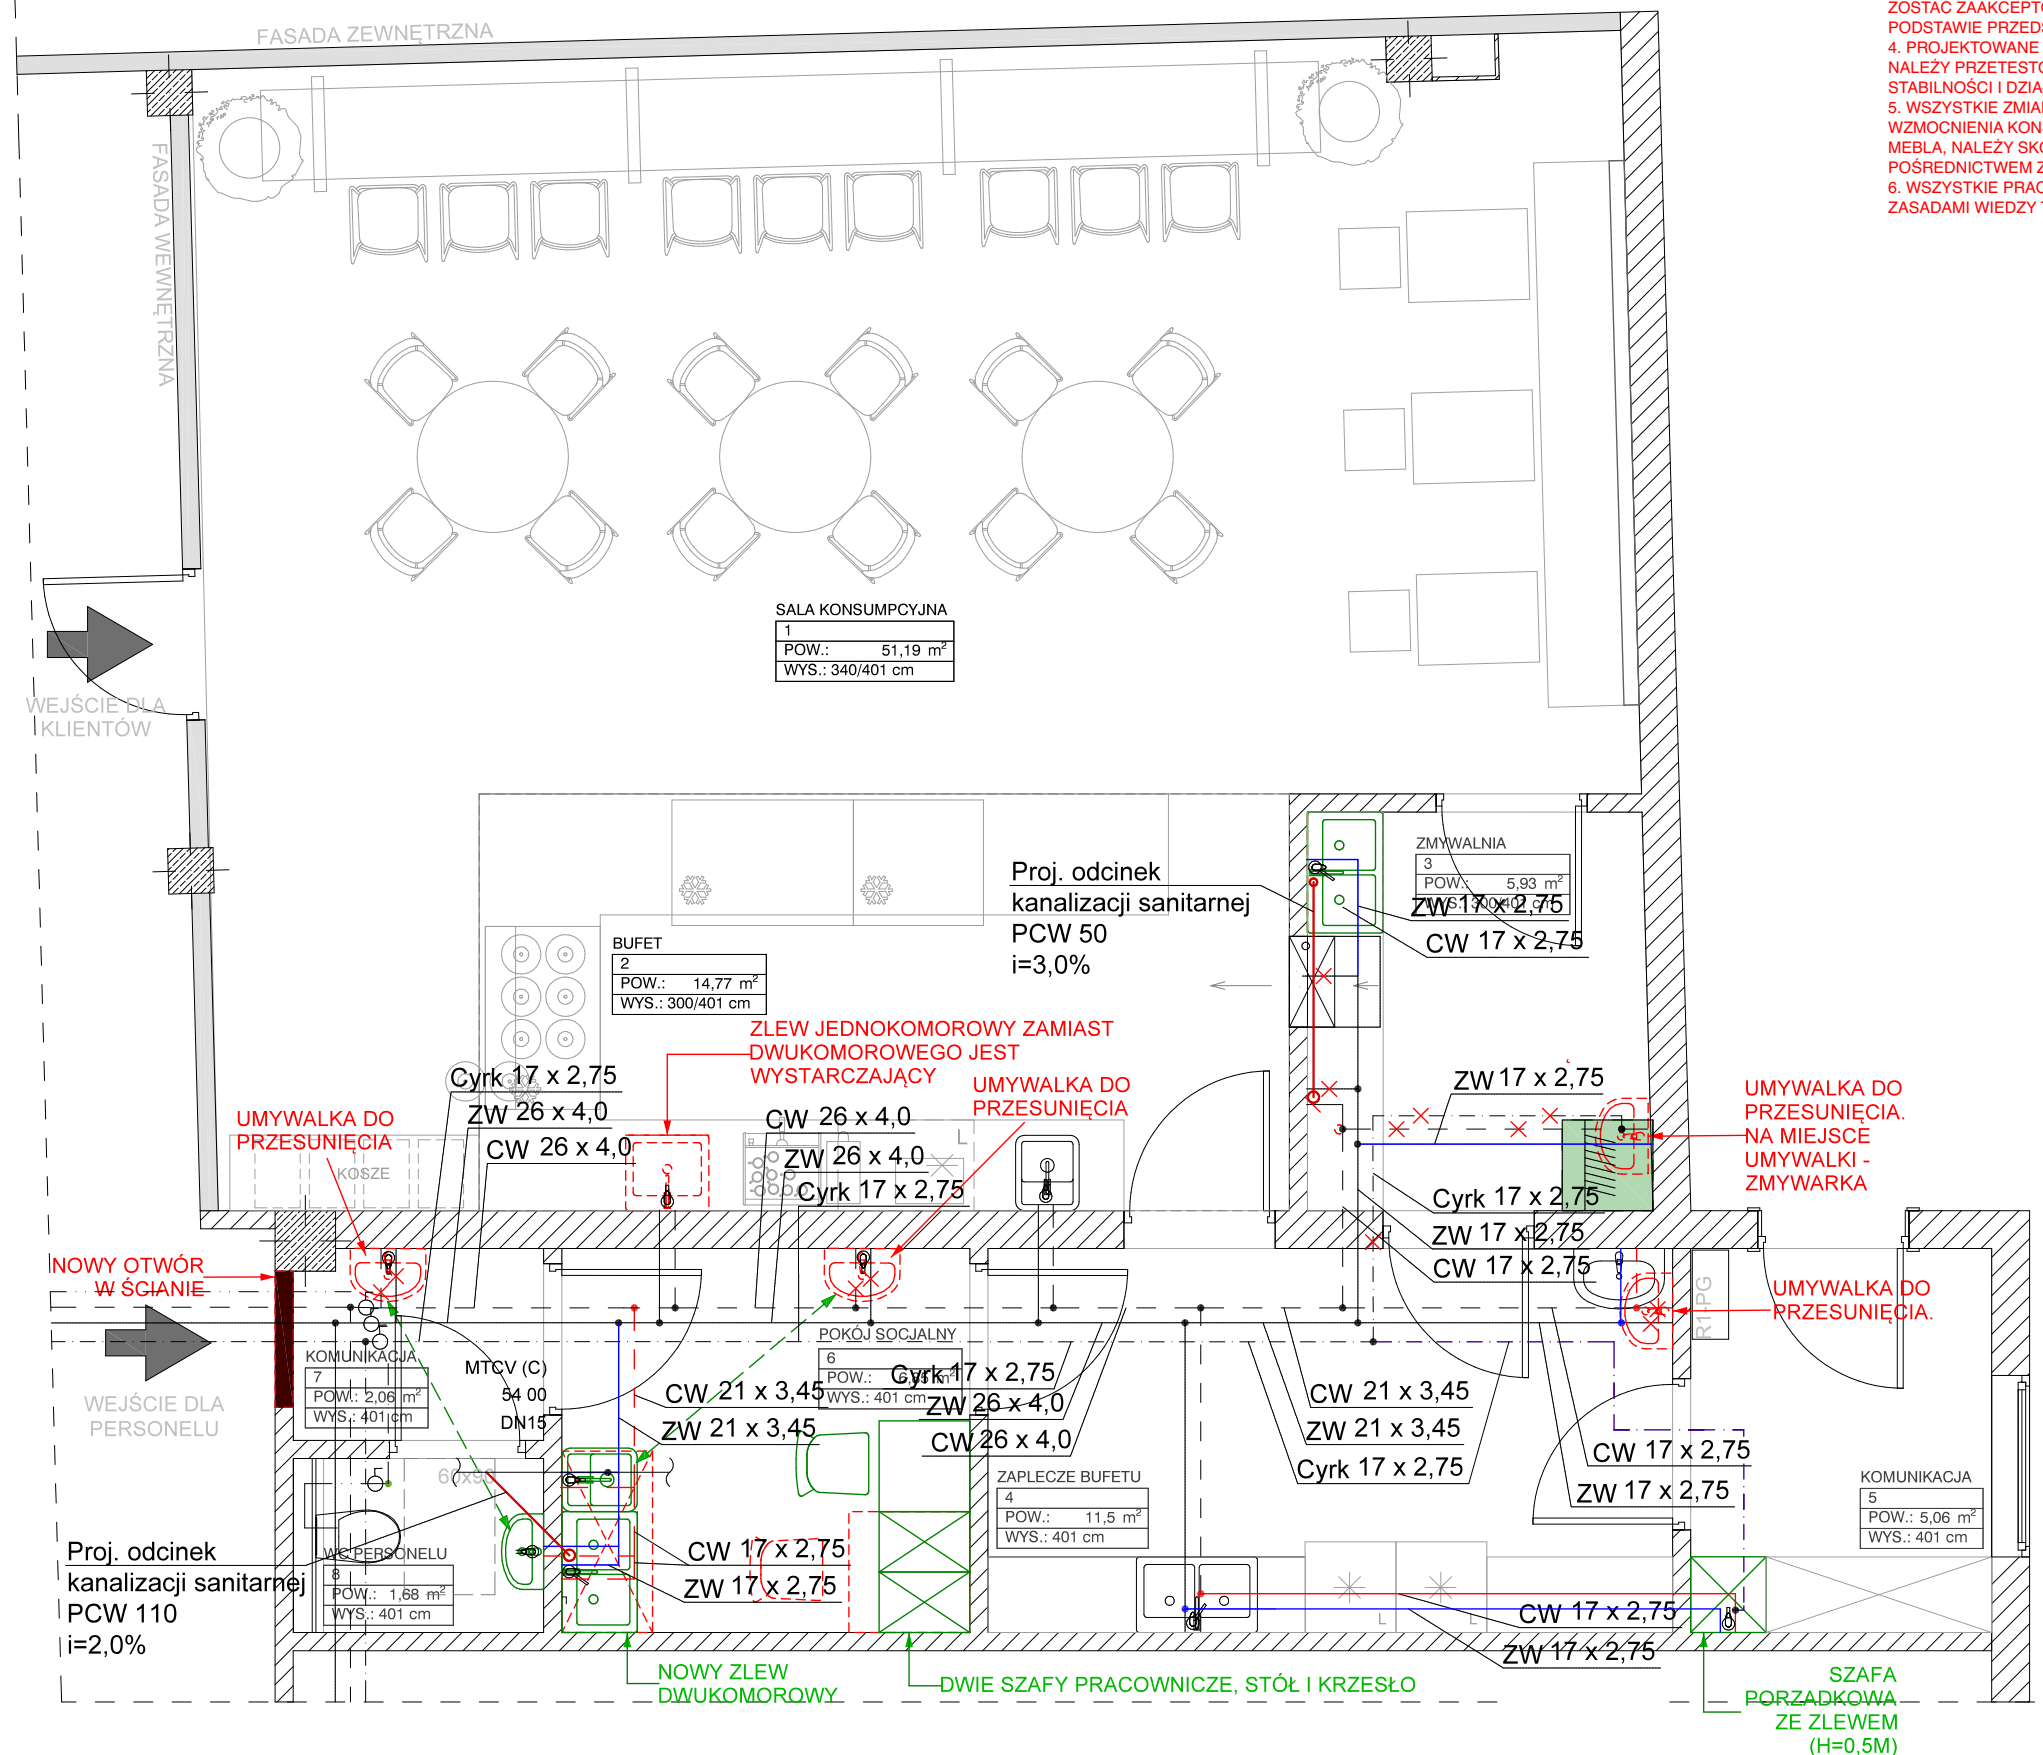 FASADA ZEWNĘTRZNA
FASADA WEWNĘTRZNA
PODSTAWIE
4. PROJEKTOWANE
NALEŻY
STABILNOŚCI I
5. WSZYSTKIE
WZMOCNIENIA
MEBLA, NALEŻY
POŚREDNICTWEM
6. WSZYSTKIE
ZASADAMI WIEDZY
SALA KONSUMPCYJNA
1
POW.: 51,19 m²
WYS.: 340/401 cm
WEJŚCIE DLA
KLIENTÓW
ZMYWALNIA
3
POW.: 5,93 m²
WYS.: 300/401 cm
ZW 17 x 2,75
CW 17 x 2,75
Proj. odcinek
kanalizacji sanitarnej
PCW 50
i=3,0%
BUFET
2
POW.: 14,77 m²
WYS.: 300/401 cm
ZLEW JEDNOKOMOROWY ZAMIAST
DWUKOMOROWEGO JEST
WYSTARCZAJĄCY
UMYWALKA DO
PRZESUNIĘCIA
Cyrk 17 x 2,75
ZW 26 x 4,0
CW 26 x 4,0
UMYWALKA DO
PRZESUNIĘCIA
KOSZE
CW 26 x 4,0
ZW 26 x 4,0
Cyrk 17 x 2,75
L
ZW 17 x 2,75
UMYWALKA DO
PRZESUNIĘCIA.
NA MIEJSCE
UMYWALKI -
ZMYWARKA
Cyrk 17 x 2,75
ZW 17 x 2,75
CW 17 x 2,75
NOWY OTWÓR
W ŚCIANIE
R1-PG
UMYWALKA DO
PRZESUNIĘCIA.
WEJŚCIE DLA
PERSONELU
KOMUNIKACJA
7
POW.: 2,06 m²
WYS.: 401 cm
MTCV (C)
54 00
DN15
POKÓJ SOCJALNY
6
POW.: m²
WYS.: 401 cm
CW 21 x 3,45
ZW 21 x 3,45
Cyrk 17 x 2,75
ZW 26 x 4,0
CW 26 x 4,0
CW 21 x 3,45
ZW 21 x 3,45
Cyrk 17 x 2,75
CW 17 x 2,75
ZW 17 x 2,75
ZAPLECZE BUFETU
4
POW.: 11,5 m²
WYS.: 401 cm
KOMUNIKACJA
5
POW.: 5,06 m²
WYS.: 401 cm
60x90
WC PERSONELU
8
POW.: 1,68 m²
WYS.: 401 cm
Proj. odcinek
kanalizacji sanitarnej
PCW 110
i=2,0%
CW 17 x 2,75
ZW 17 x 2,75
L
L
CW 17 x 2,75
ZW 17 x 2,75
NOWY ZLEW
DWUKOMOROWY
DWIE SZAFY PRACOWNICZE, STÓŁ I KRZESŁO
SZAFA
PORZADKOWA
ZE ZLEWEM
(H=0,5M)